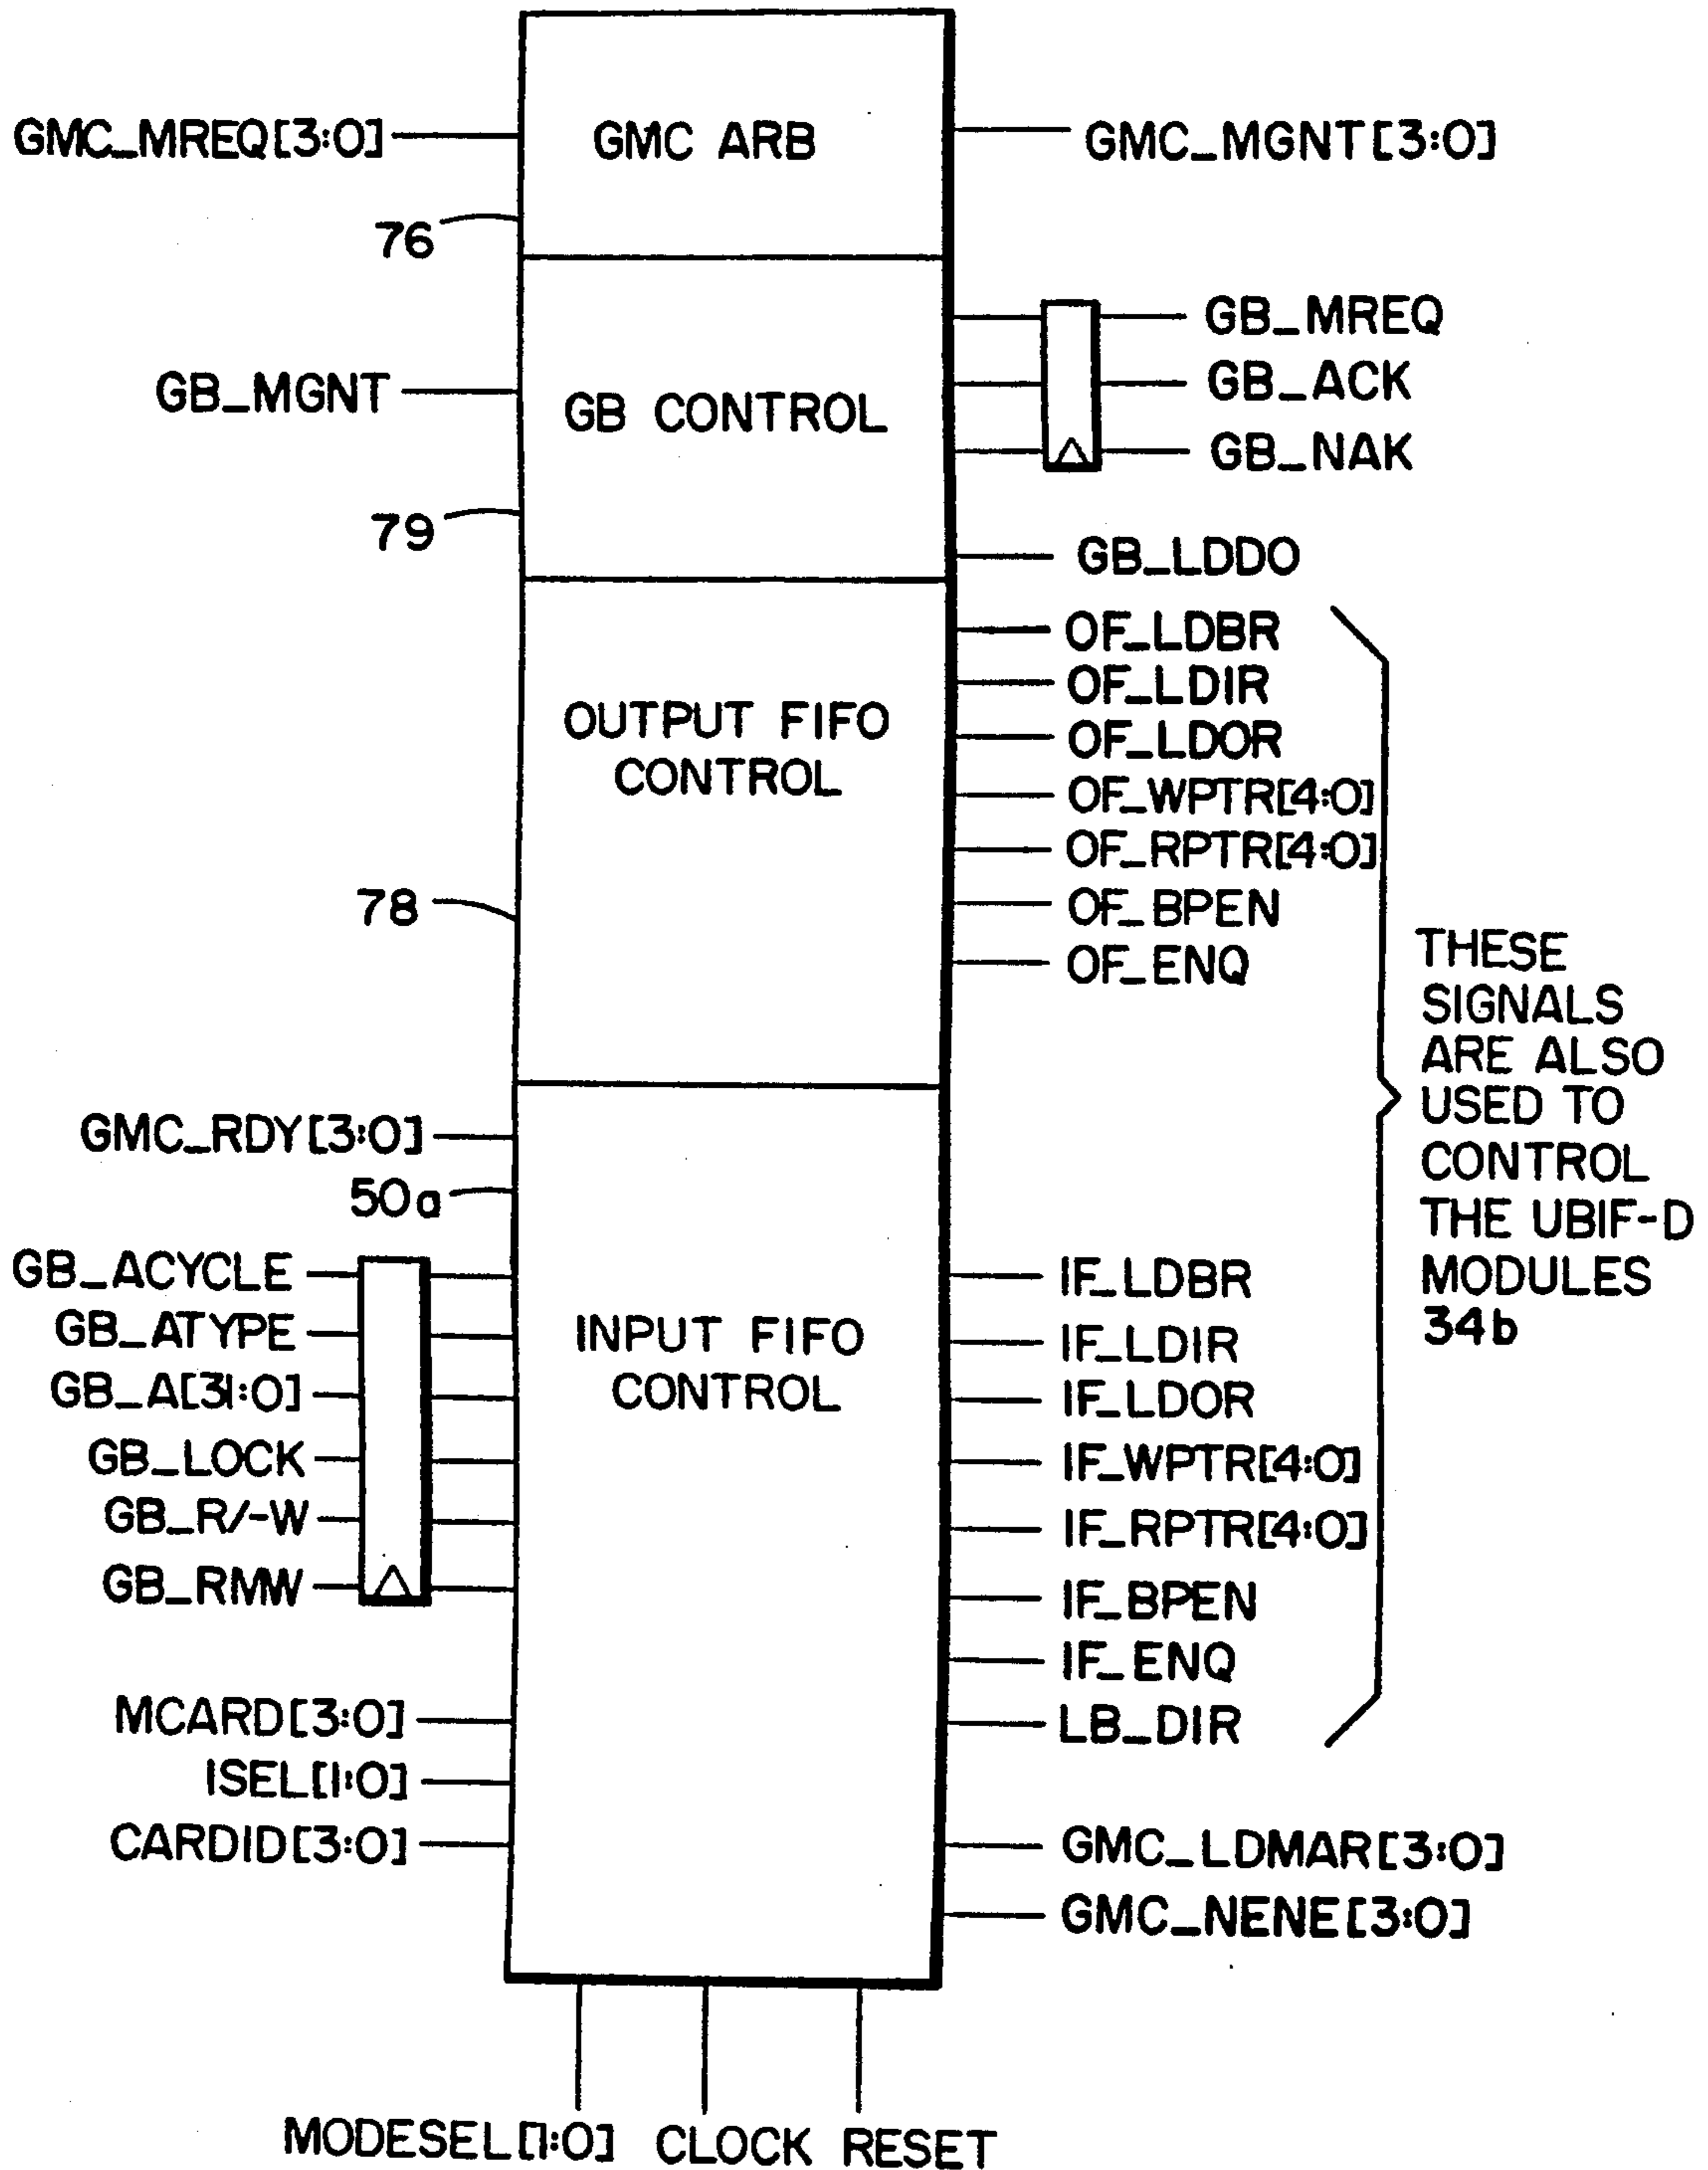 GMC_MREQ[3:0]
GMC ARB
GMC_MGNT[3:0]
76
GB_MGNT
GB CONTROL
GB_MREQ
GB_ACK
GB_NAK
79
GB_LDDO
OUTPUT FIFO
CONTROL
OF_LDBR
OF_LDIR
OF_LDOR
OF_WPTR[4:0]
OF_RPTR[4:0]
78
OF_BPEN
OF_ENQ
THESE
SIGNALS
ARE ALSO
USED TO
CONTROL
THE UBIF-D
MODULES
34b
GMC_RDY[3:0]
50a
GB_ACYCLE
GB_ATYPE
GB_A[31:0]
GB_LOCK
GB_R/-W
GB_RMW
INPUT FIFO
CONTROL
IF_LDBR
IF_LDIR
IF_LDOR
IF_WPTR[4:0]
IF_RPTR[4:0]
IF_BPEN
IF_ENQ
LB_DIR
MCARD[3:0]
ISEL[1:0]
CARDID[3:0]
GMC_LDMAR[3:0]
GMC_NENE[3:0]
MODESEL[1:0] CLOCK RESET